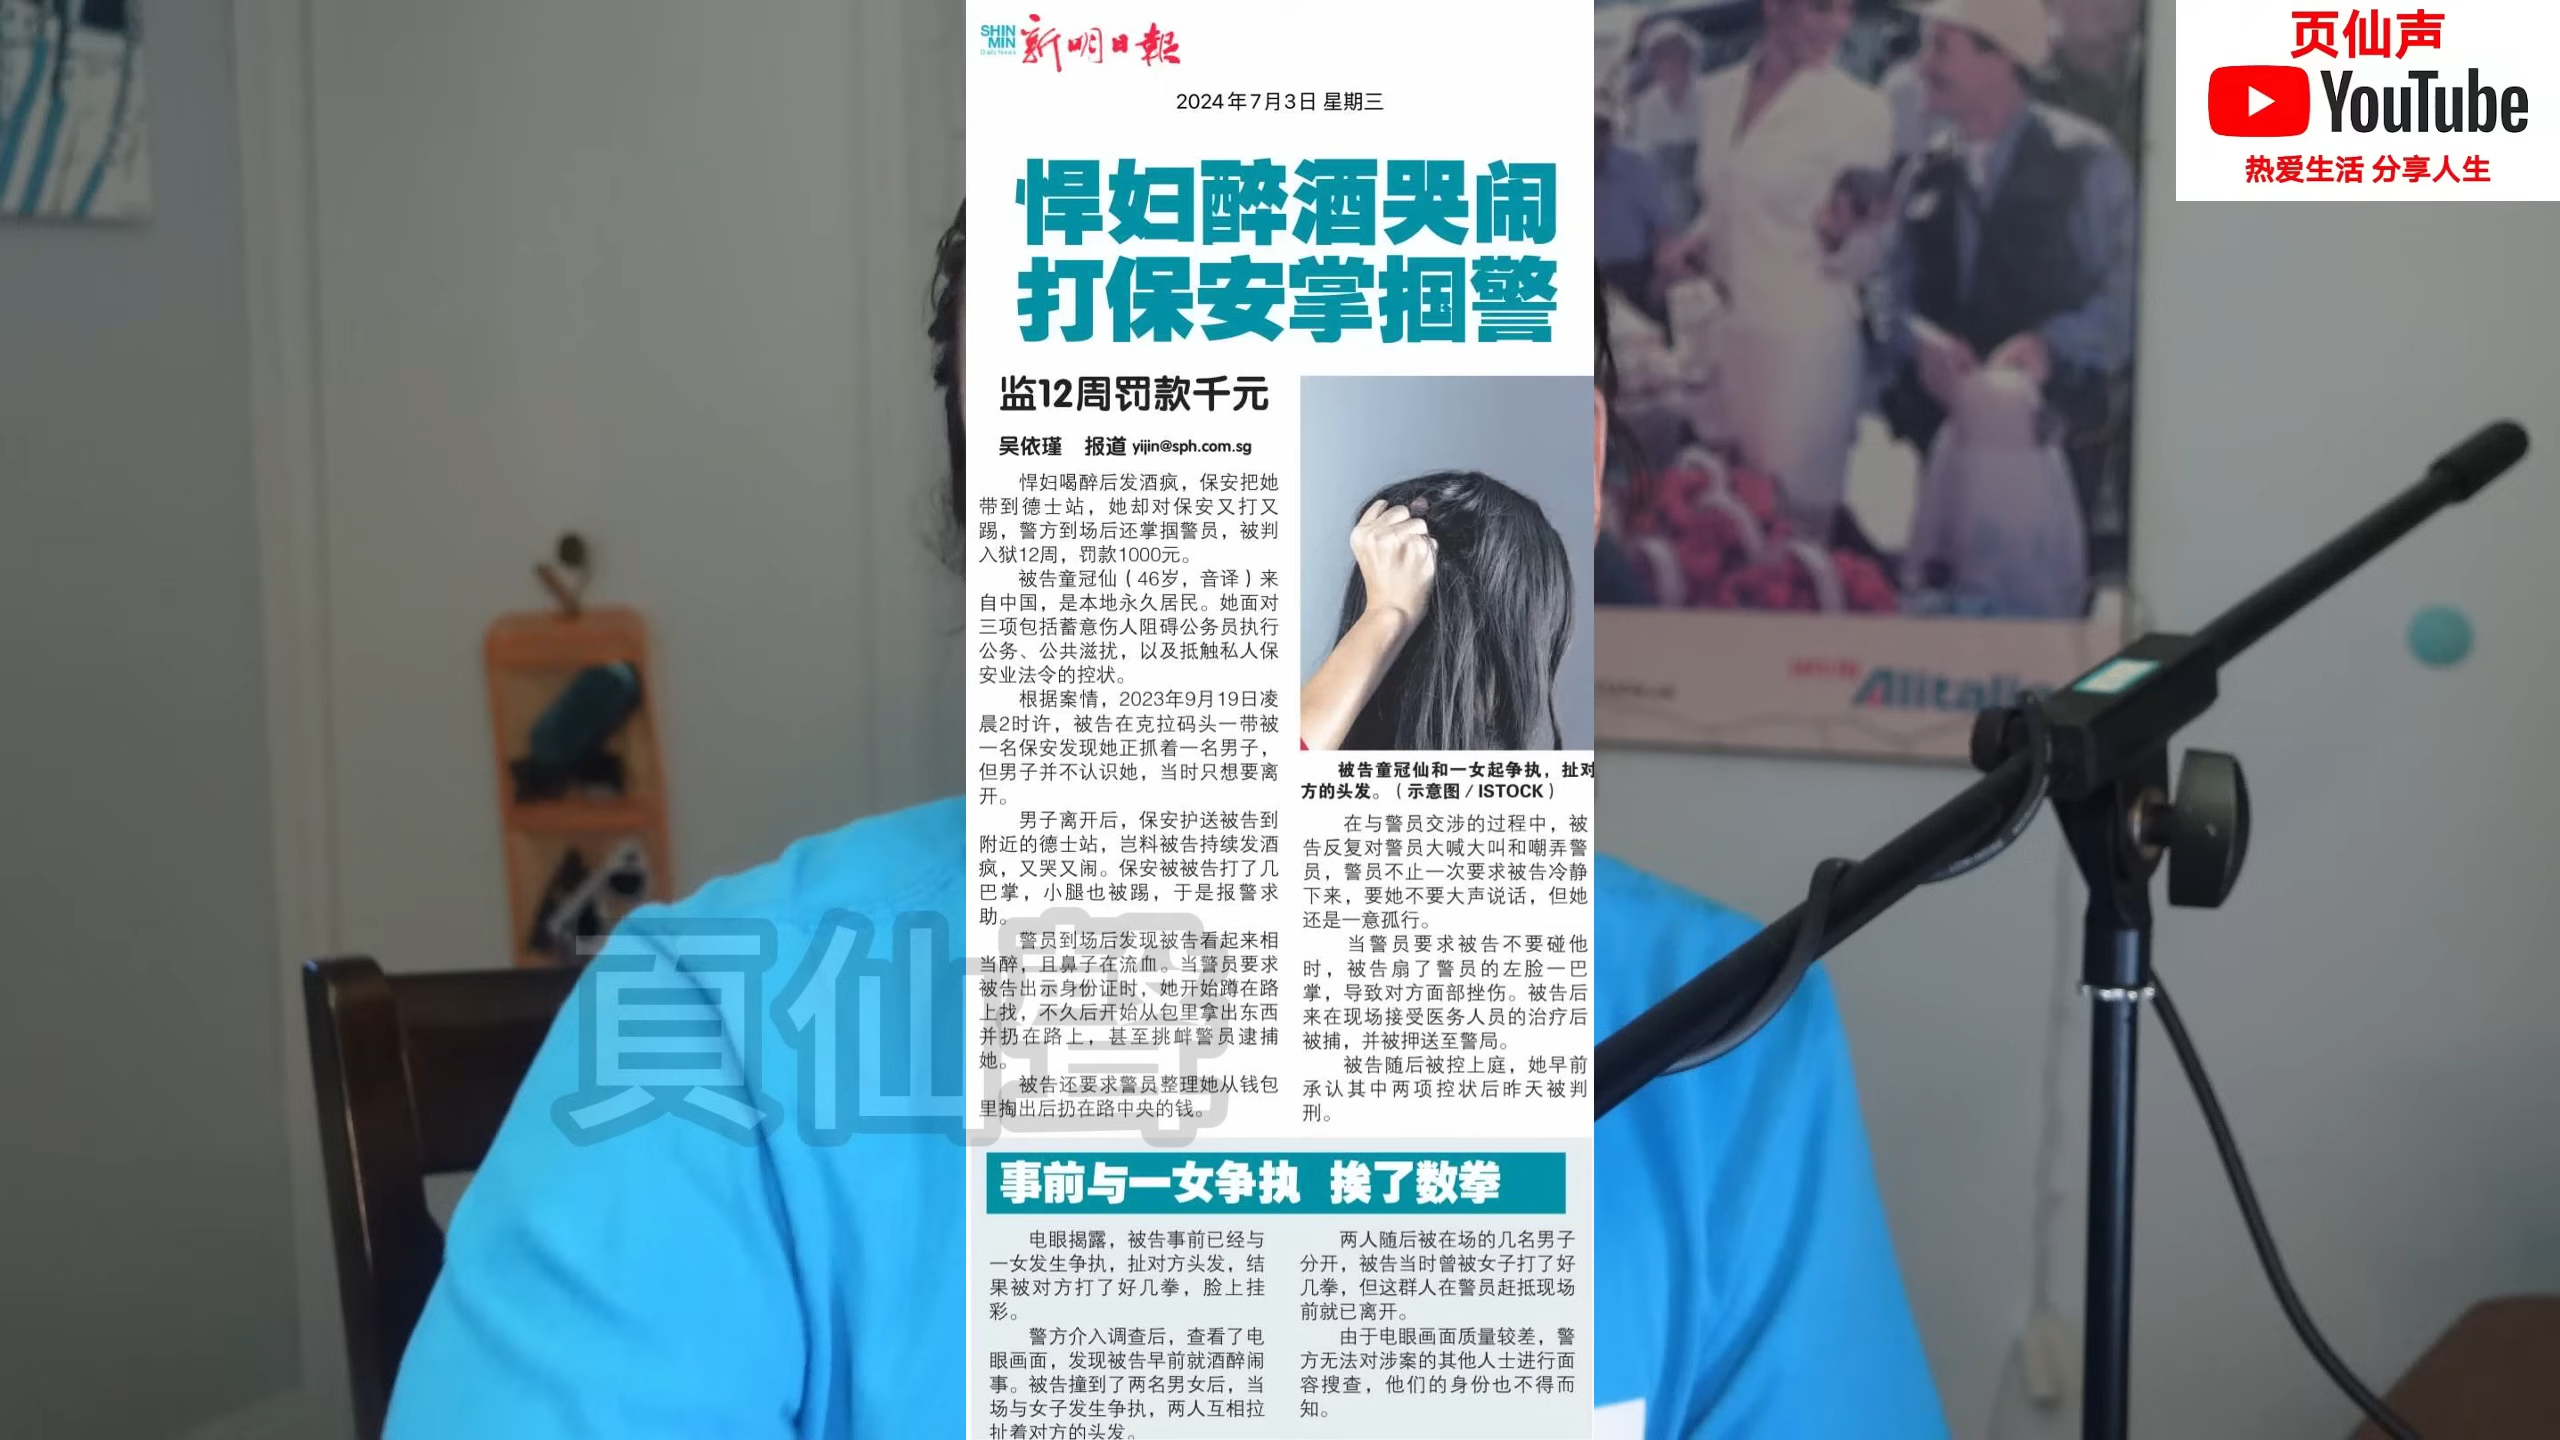 SHIN
MIN
Daily News
新明日報
2024年7月3日 星期三
悍妇醉酒哭闹
打保安掌掴警
监12周罚款千元
吴依瑾 报道 yijin@sph.com.sg
悍妇喝醉后发酒疯，保安把她
带到德士站，她却对保安又打又
踢，警方到场后还掌掴警员，被判
入狱12周，罚款1000元。
被告童冠仙（46岁，音译）来
自中国，是本地永久居民。她面对
三项包括蓄意伤人阻碍公务员执行
公务、公共滋扰，以及抵触私人保
安业法令的控状。
根据案情，2023年9月19日凌
晨2时许，被告在克拉码头一带被
一名保安发现她正抓着一名男子，
但男子并不认识她，当时只想要离
开。
男子离开后，保安护送被告到
附近的德士站，岂料被告持续发酒
疯，又哭又闹。保安被被告打了几
巴掌，小腿也被踢，于是报警求
助。
警员到场后发现被告看起来相
当醉，且鼻子在流血。当警员要求
被告出示身份证时，她开始蹲在路
上找，不久后开始从包里拿出东西
并扔在路上，甚至挑衅警员逮捕
她。
被告还要求警员整理她从钱包
里掏出后扔在路中央的钱。
被告童冠仙和一女起争执，扯对
方的头发。（示意图/ISTOCK）
在与警员交涉的过程中，被
告反复对警员大喊大叫和嘲弄警
员，警员不止一次要求被告冷静
下来，要她不要大声说话，但她
还是一意孤行。
当警员要求被告不要碰他
时，被告扇了警员的左脸一巴
掌，导致对方面部挫伤。被告后
来在现场接受医务人员的治疗后
被捕，并被押送至警局。
被告随后被控上庭，她早前
承认其中两项控状后昨天被判
刑。
事前与一女争执 挨了数拳
电眼揭露，被告事前已经与
一女发生争执，扯对方头发，结
果被对方打了好几拳，脸上挂
彩。
警方介入调查后，查看了电
眼画面，发现被告早前就酒醉闹
事。被告撞到了两名男女后，当
场与女子发生争执，两人互相拉
扯着对方的头发。
两人随后被在场的几名男子
分开，被告当时曾被女子打了好
几拳，但这群人在警员赶抵现场
前就已离开。
由于电眼画面质量较差，警
方无法对涉案的其他人士进行面
容搜查，他们的身份也不得而
知。
頁仙聲
页仙声
YouTube
热爱生活 分享人生
Alitalia